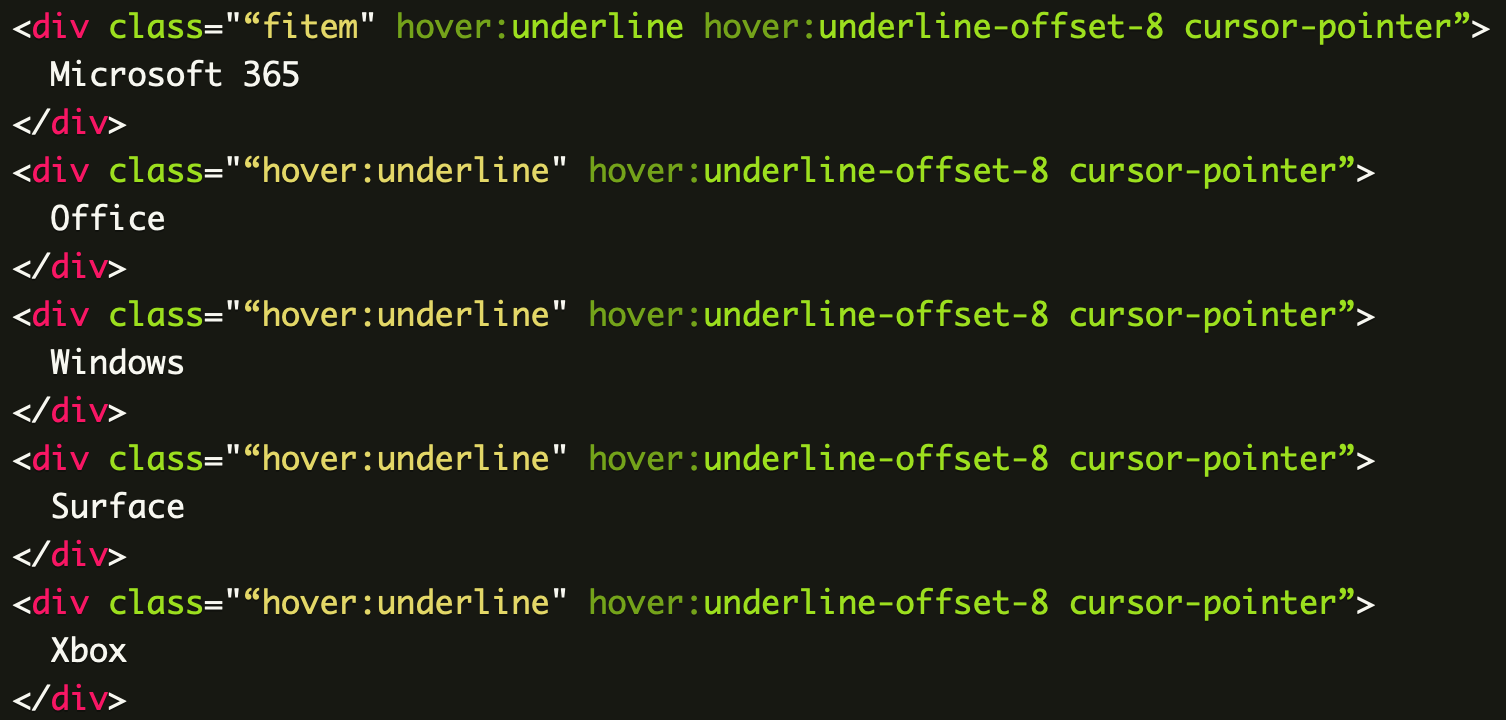 <div class="“fitem" hover:underline hover:underline-offset-8 cursor-pointer”>
  Microsoft 365
</div>
<div class="“hover:underline" hover:underline-offset-8 cursor-pointer”>
  Office
</div>
<div class="“hover:underline" hover:underline-offset-8 cursor-pointer”>
  Windows
</div>
<div class="“hover:underline" hover:underline-offset-8 cursor-pointer”>
  Surface
</div>
<div class="“hover:underline" hover:underline-offset-8 cursor-pointer”>
  Xbox
</div>